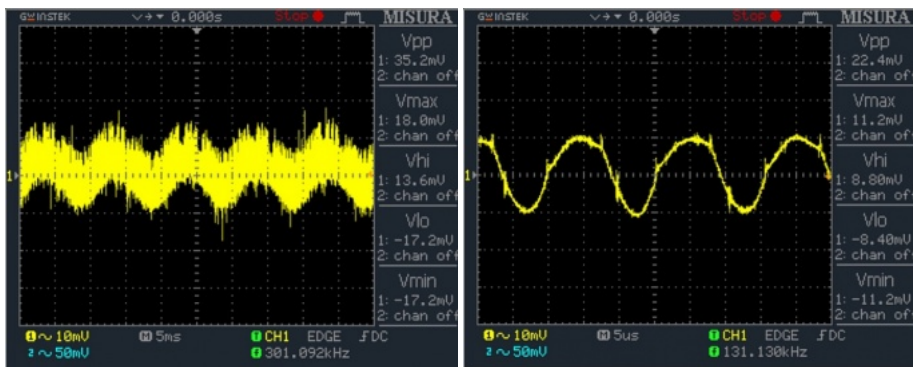 GWINSTEK 0.000s Stop MISURA
Vpp
1: 35.2mV
2: chan off
Vmax
1: 18.0mV
2: chan off
Vhi
1: 13.6mV
2: chan off
Vlo
1: -17.2mV
2: chan off
Vmin
1: -17.2mV
2: chan off
1
1 ~ 10mV M 5ms T CH1 EDGE DC
2 ~ 50mV f 301.092kHz
GWINSTEK 0.000s Stop MISURA
Vpp
1: 22.4mV
2: chan off
Vmax
1: 11.2mV
2: chan off
Vhi
1: 8.80mV
2: chan off
Vlo
1: -8.40mV
2: chan off
Vmin
1: -11.2mV
2: chan off
1
1 ~ 10mV M 5us T CH1 EDGE DC
2 ~ 50mV f 131.130kHz